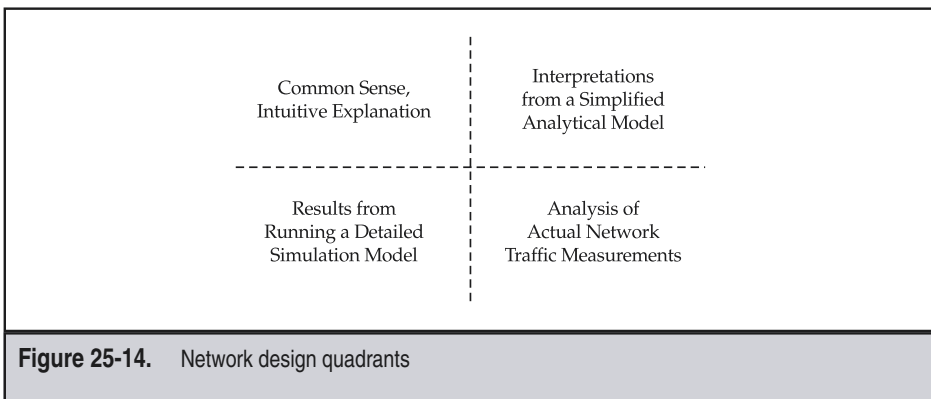 Common Sense,
Intuitive Explanation
Interpretations
from a Simplified
Analytical Model
Results from
Running a Detailed
Simulation Model
Analysis of
Actual Network
Traffic Measurements
Figure 25-14. Network design quadrants